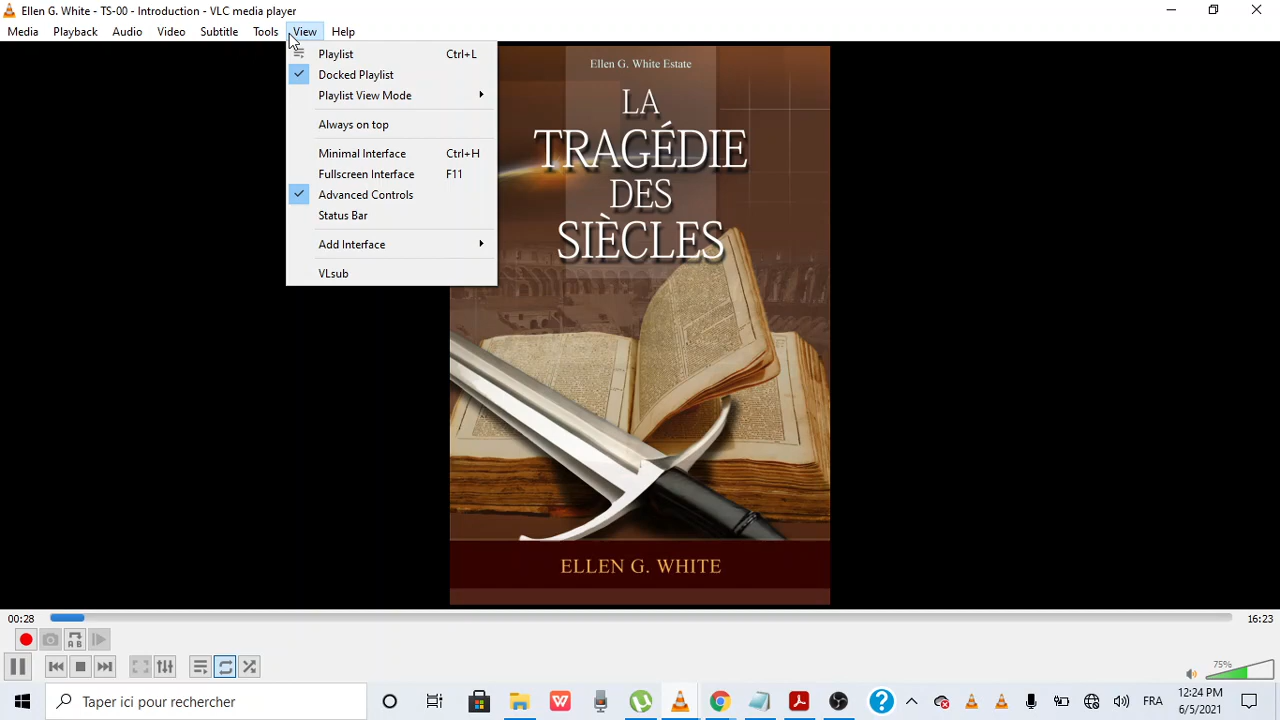 Ellen G. White - TS-00 - Introduction - VLC media player
Media Playback Audio Video Subtitle Tools View Help
Playlist Ctrl+L
Docked Playlist
Playlist View Mode
Always on top
Minimal Interface Ctrl+H
Fullscreen Interface F11
Advanced Controls
Status Bar
Add Interface
VLsub
Ellen G. White Estate
LA
TRAGÉDIE
DES
SIÈCLES
ELLEN G. WHITE
00:28 16:23
A B
75%
Taper ici pour rechercher
W
FRA
12:24 PM
6/5/2021